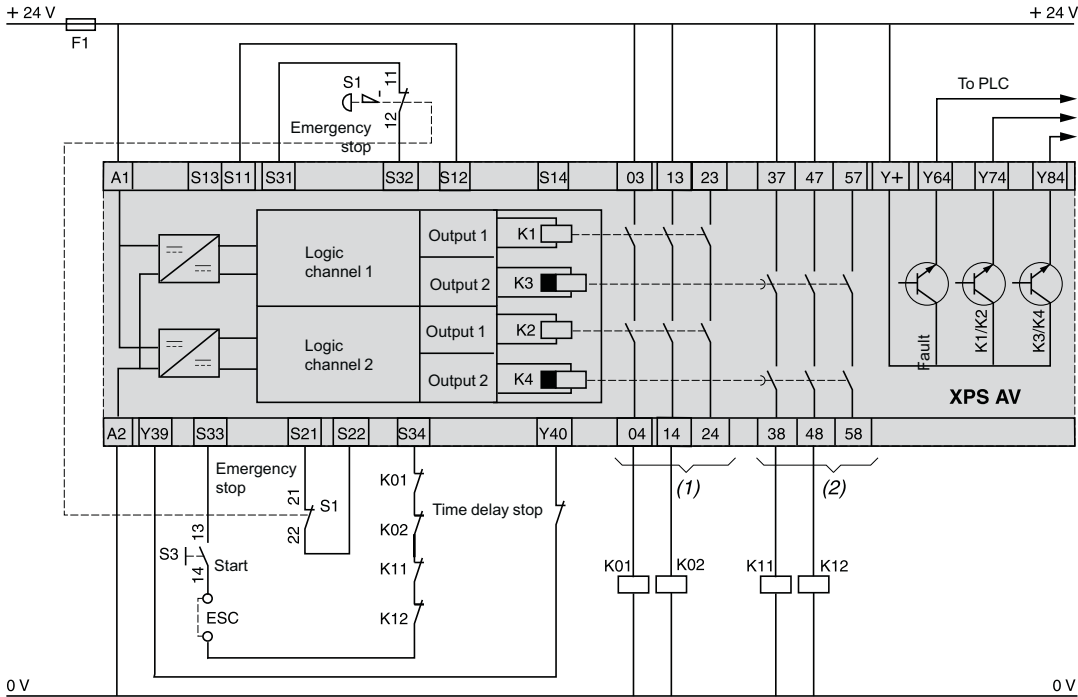 + 24 V
+ 24 V
F1
To PLC
S1
11
12
Emergency
stop
A1
S13
S11
S31
S32
S12
S14
03
13
23
37
47
57
Y+
Y64
Y74
Y84
Logic
channel 1
Output 1
K1
Output 2
K3
Logic
channel 2
Output 1
K2
Output 2
K4
Fault
K1/K2
K3/K4
XPS AV
A2
Y39
S33
S21
S22
S34
Y40
04
14
24
38
48
58
(1)
(2)
Emergency
stop
21
22
S1
K01
K02
K11
K12
Time delay stop
13
14
S3
Start
ESC
K01
K02
K11
K12
0 V
0 V